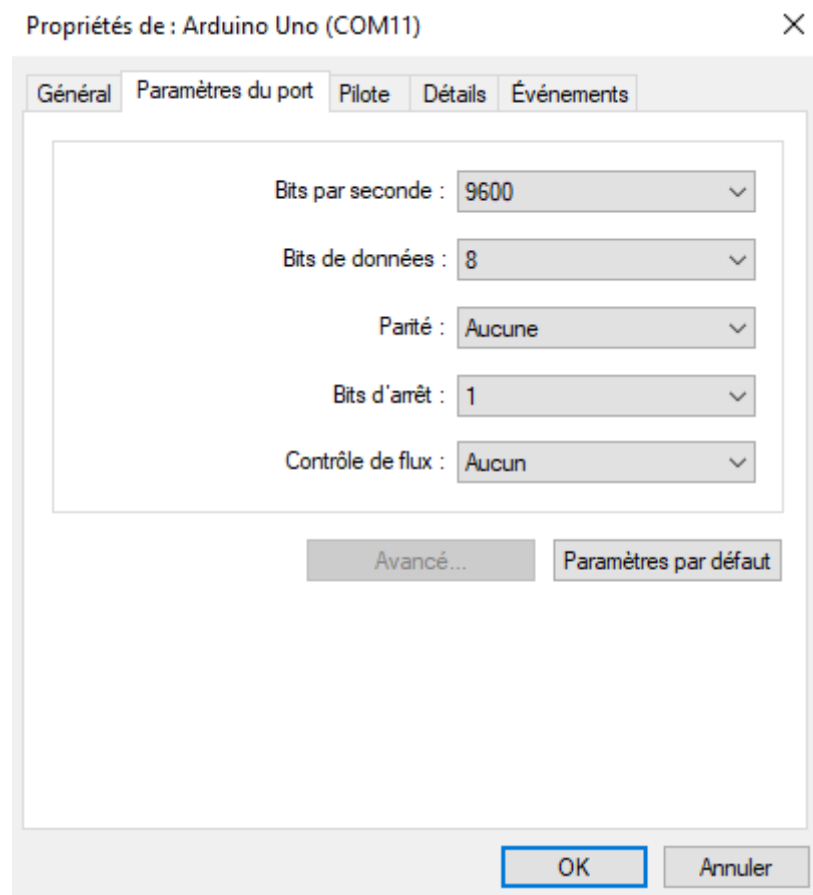 Propriétés de : Arduino Uno (COM11)
Général Paramètres du port Pilote Détails Événements
Bits par seconde : 9600
Bits de données : 8
Parité : Aucune
Bits d'arrêt : 1
Contrôle de flux : Aucun
Avancé... Paramètres par défaut
OK Annuler